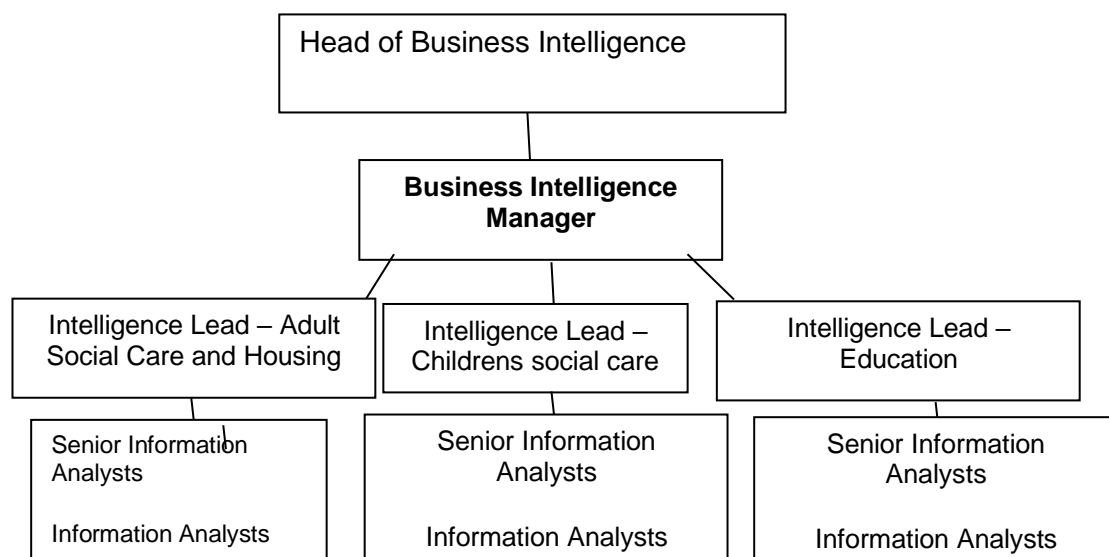 Head of Business Intelligence
Business Intelligence
Manager
Intelligence Lead – Adult
Social Care and Housing
Intelligence Lead –
Childrens social care
Intelligence Lead –
Education
Senior Information
Analysts
Information Analysts
Senior Information
Analysts
Information Analysts
Senior Information
Analysts
Information Analysts